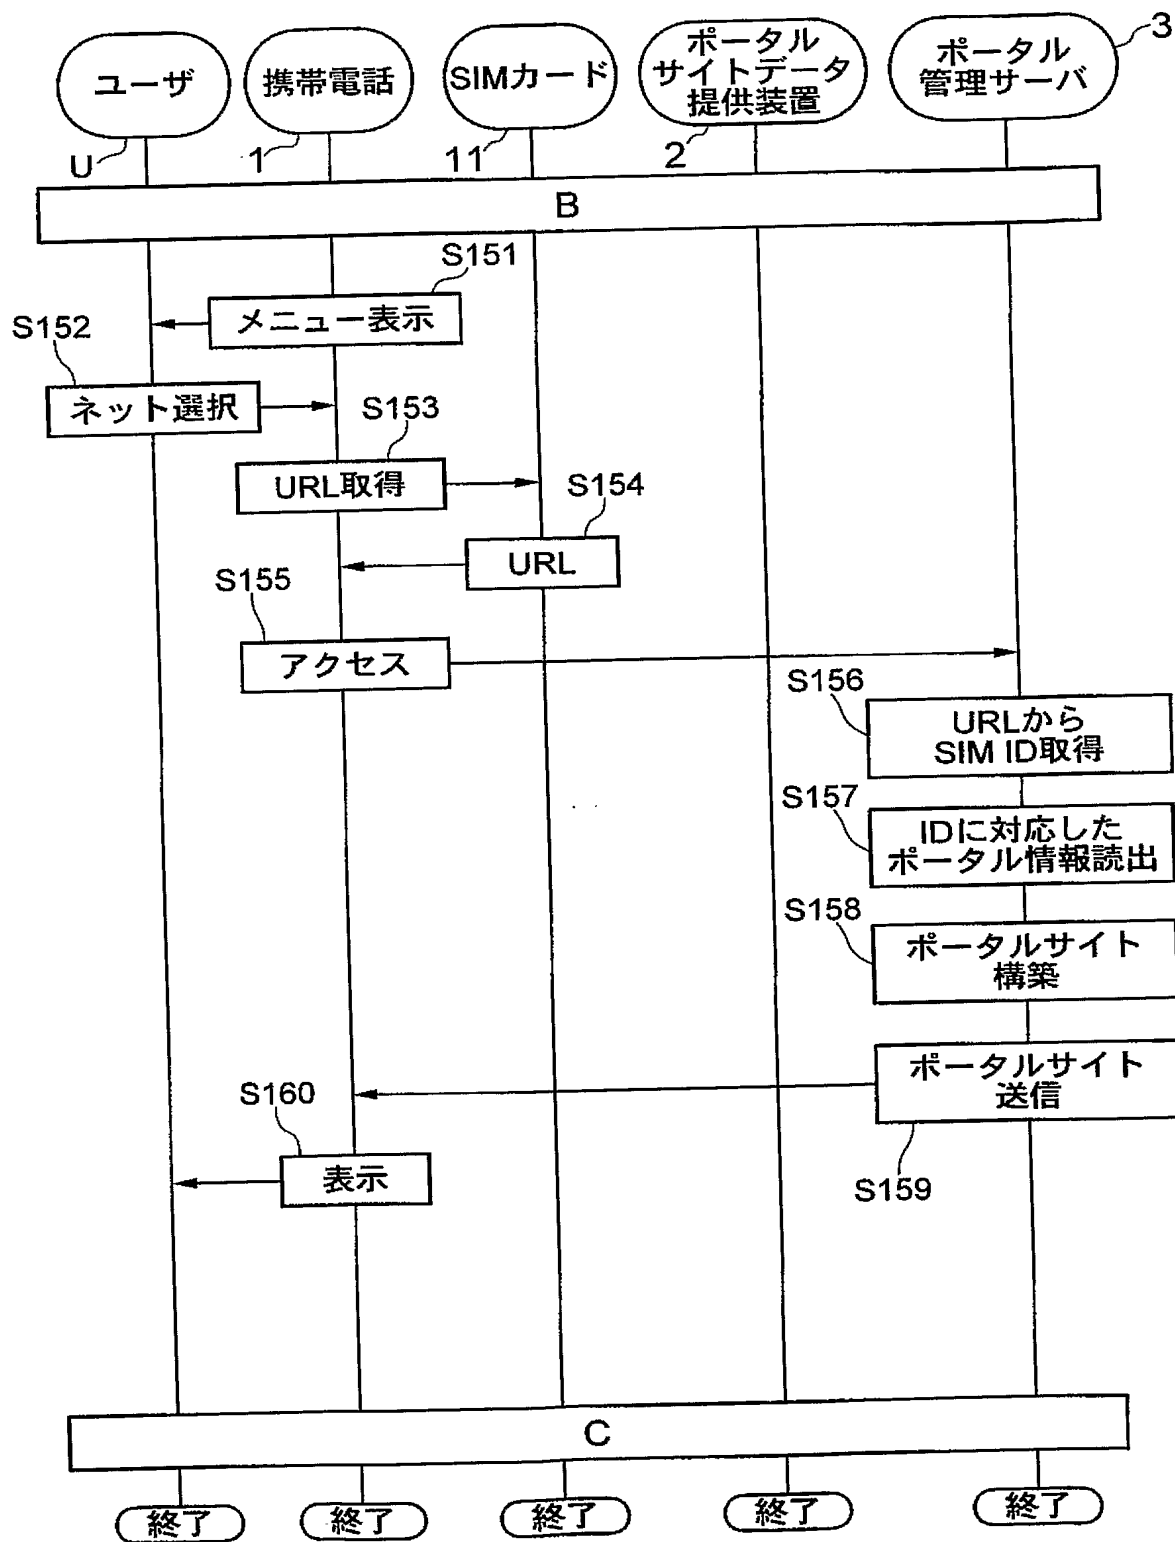 ユーザ
携帯電話
SIMカード
ポータル
サイトデータ
提供装置
ポータル
管理サーバ
3
U
1
11
2
B
S151
メニュー表示
S152
ネット選択
S153
URL取得
S154
URL
S155
アクセス
S156
URLから
SIM ID取得
S157
IDに対応した
ポータル情報読出
S158
ポータルサイト
構築
ポータルサイト
送信
S159
S160
表示
C
終了
終了
終了
終了
終了